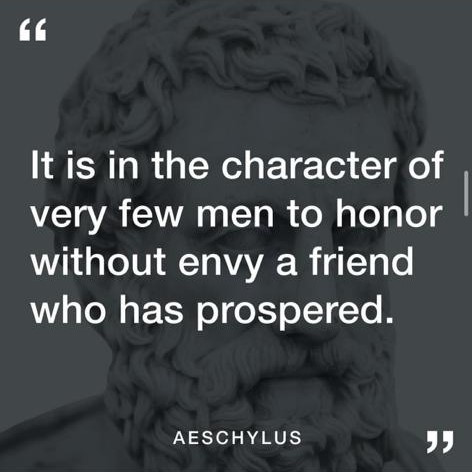 “
It is in the character of
very few men to honor
without envy a friend
who has prospered.
AESCHYLUS
”